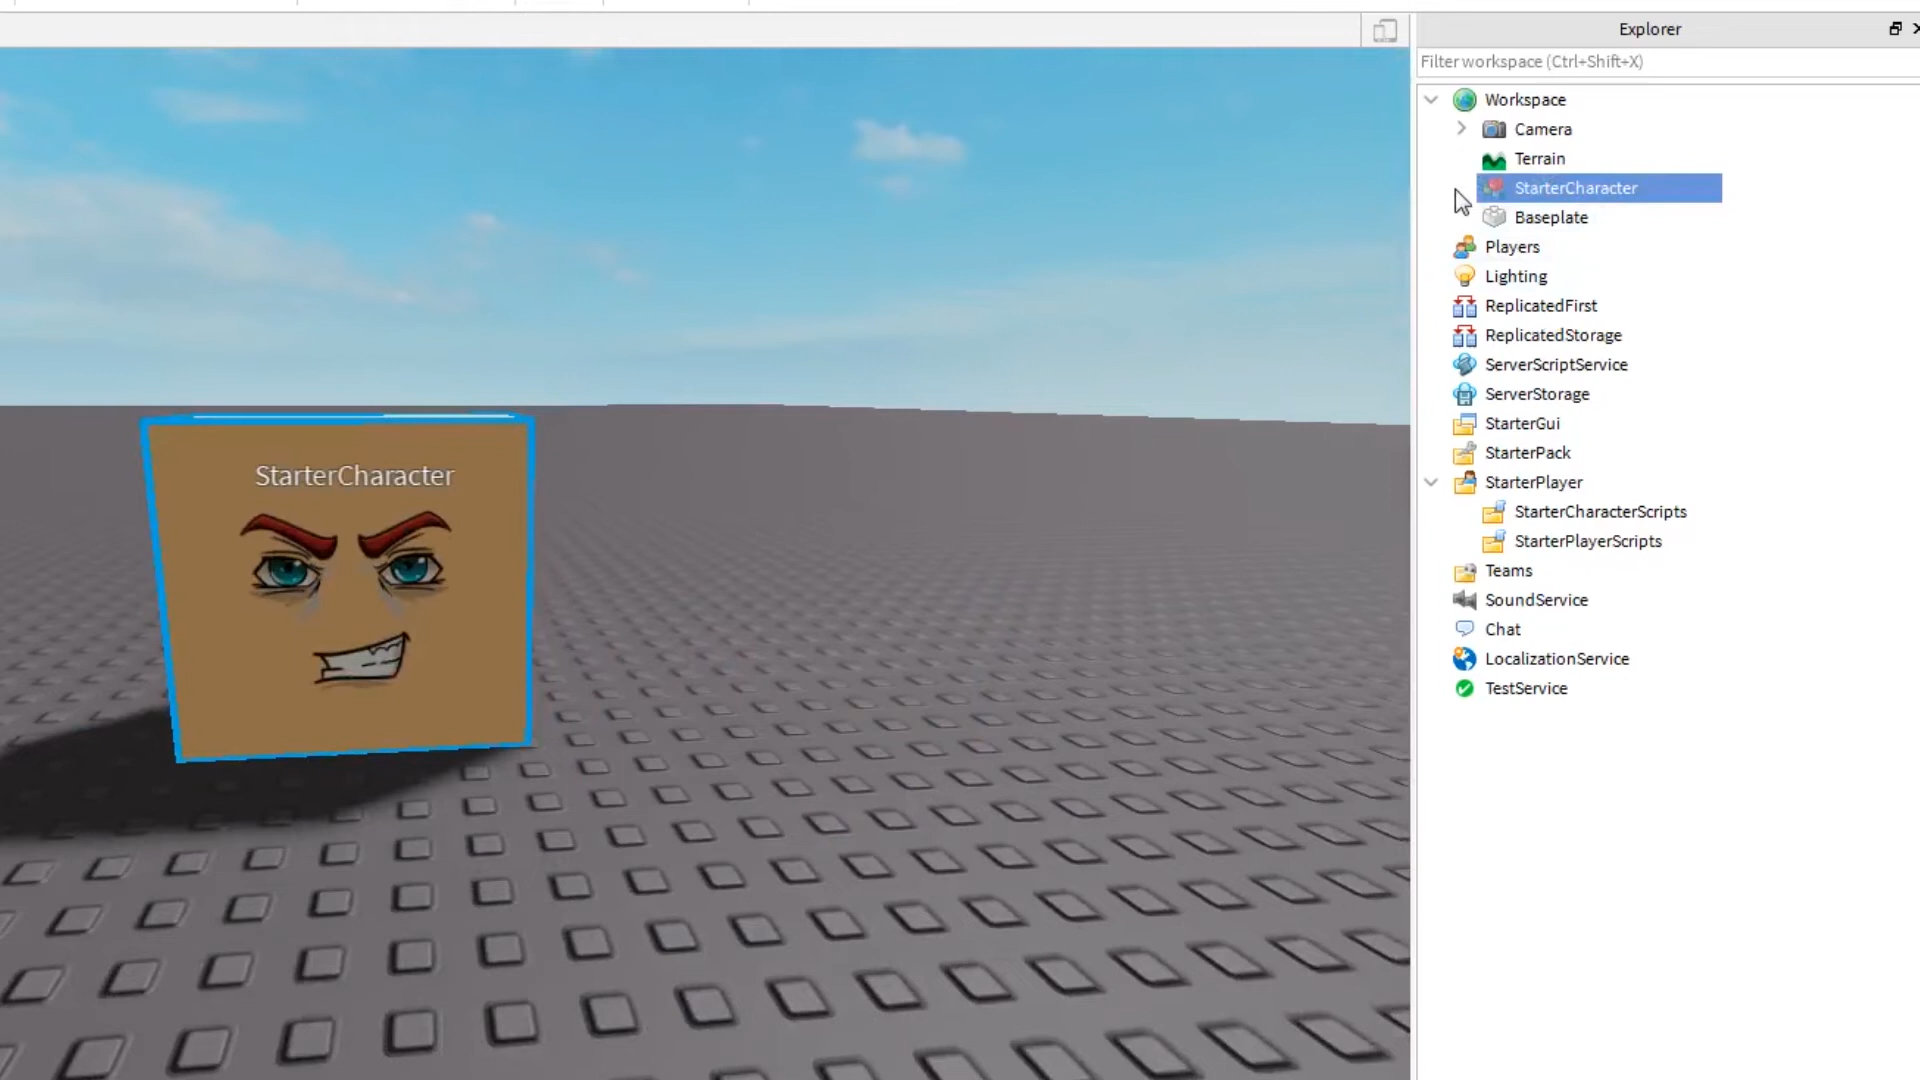 Explorer
Filter workspace (Ctrl+Shift+X)
Workspace
Camera
Terrain
StarterCharacter
Baseplate
Players
Lighting
ReplicatedFirst
ReplicatedStorage
ServerScriptService
ServerStorage
StarterGui
StarterPack
StarterPlayer
StarterCharacterScripts
StarterPlayerScripts
Teams
SoundService
Chat
LocalizationService
TestService
StarterCharacter